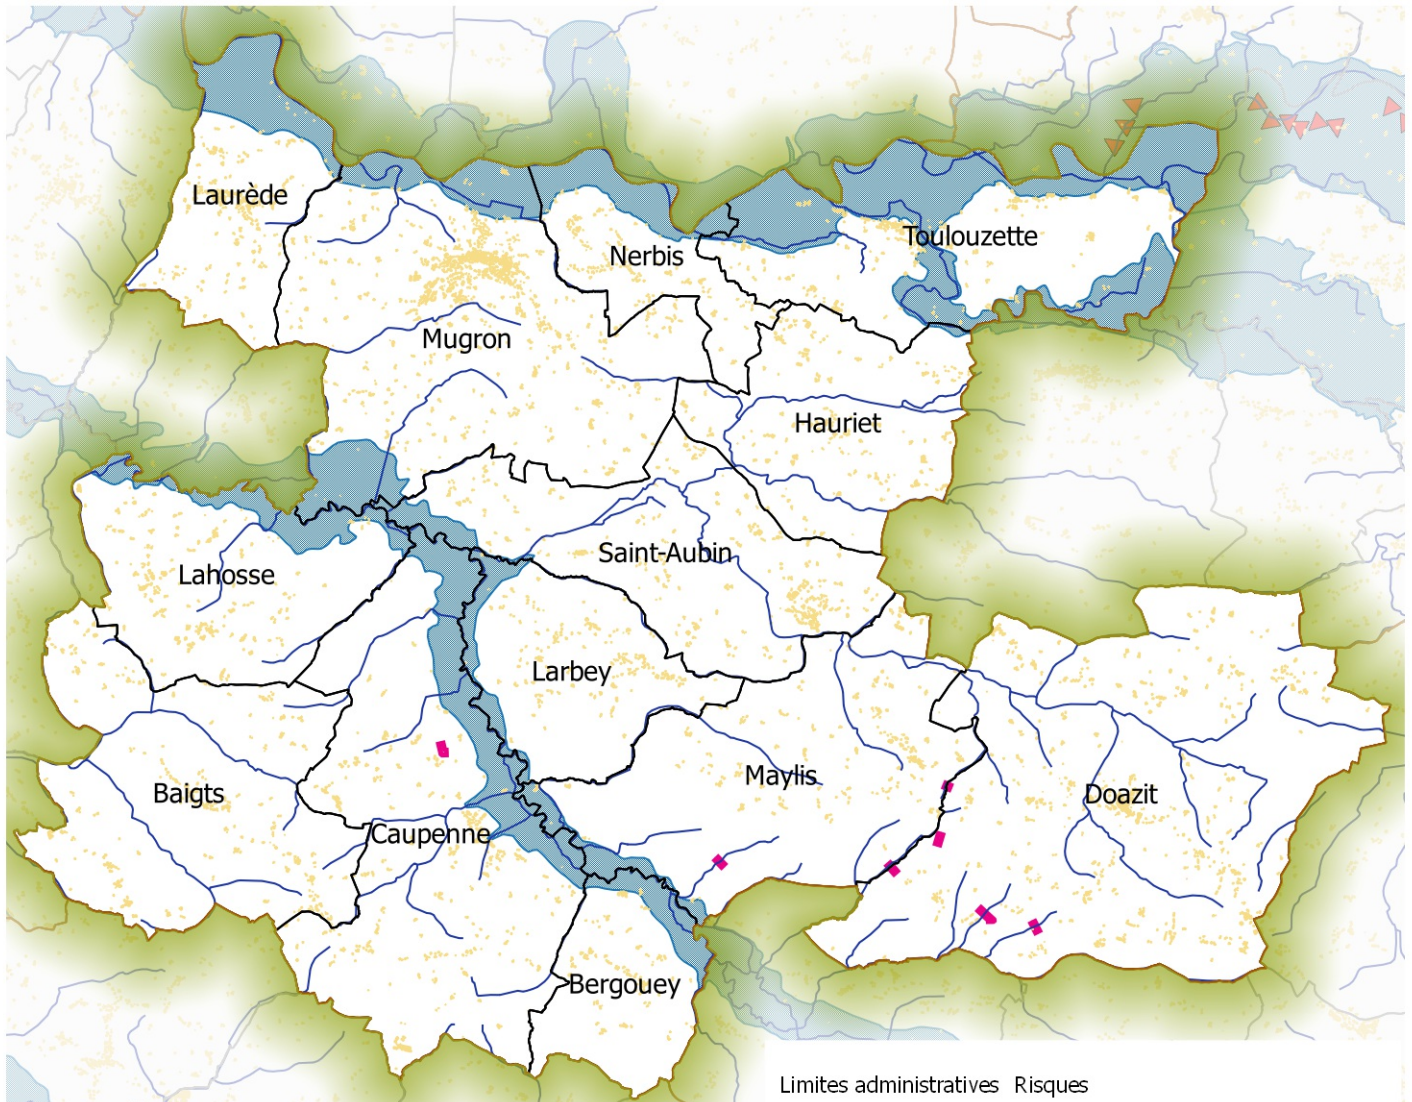 Laurède
Toulouzette
Nerbis
Mugron
Hauriet
Saint-Aubin
Lahosse
Larbey
Maylis
Baigts
Doazit
Caupenne
Bergouey
Limites administratives Risques